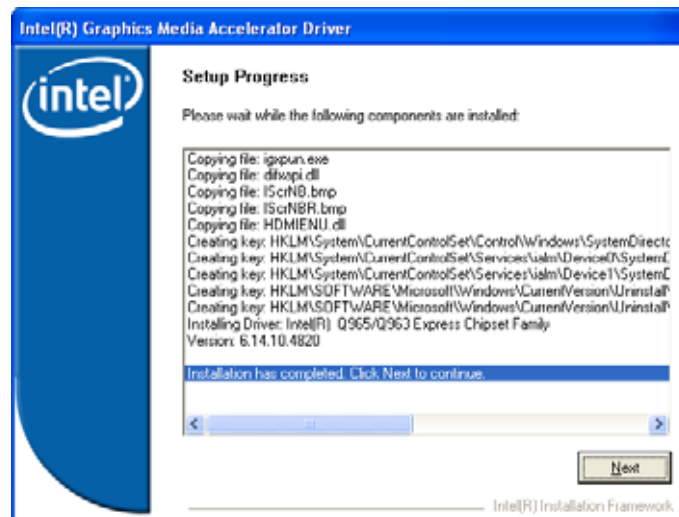 Intel(R) Graphics Media Accelerator Driver
intel
Setup Progress
Please wait while the following components are installed:
Copying file: igxpun.exe
Copying file: difxapi.dll
Copying file: IScrNB.bmp
Copying file: IScrNBR.bmp
Copying file: HDMIENU.dll
Creating key: HKLM\System\CurrentControlSet\Control\Windows\SystemDirecto
Creating key: HKLM\System\CurrentControlSet\Services\ialm\Device0\SystemD
Creating key: HKLM\System\CurrentControlSet\Services\ialm\Device1\SystemD
Creating key: HKLM\SOFTWARE\Microsoft\Windows\CurrentVersion\Uninstall\
Creating key: HKLM\SOFTWARE\Microsoft\Windows\CurrentVersion\Uninstall\
Installing Driver: Intel(R) Q965/Q963 Express Chipset Family
Version: 6.14.10.4820
Installation has completed. Click Next to continue.
Next
Intel(R) Installation Framework